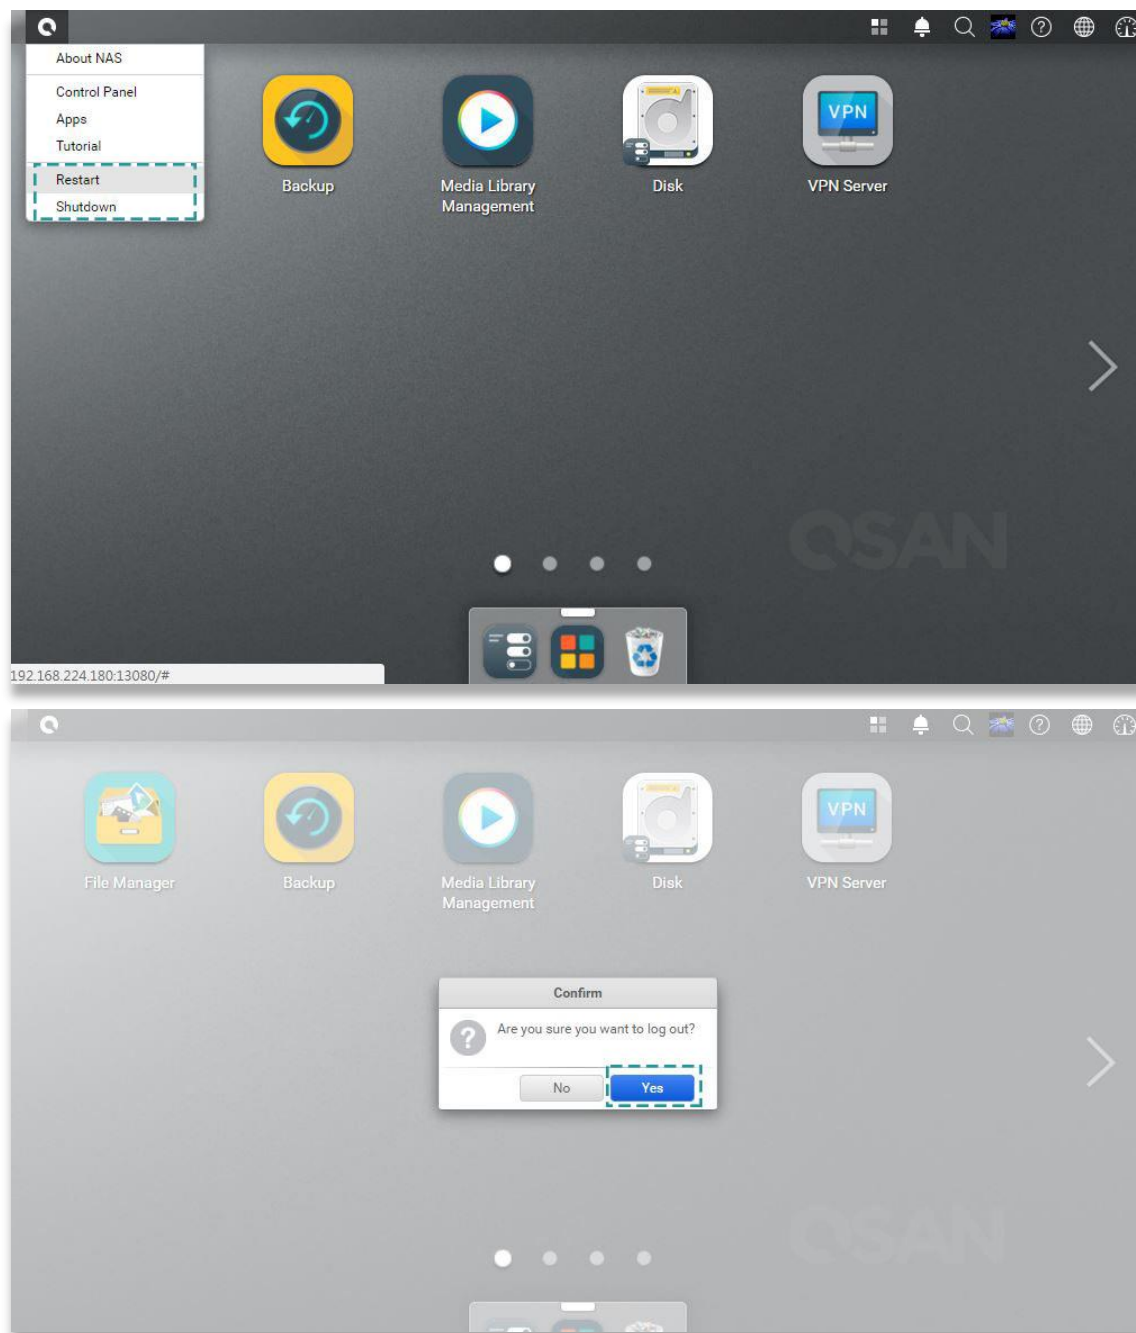 About NAS
Control Panel
Apps
Tutorial
Restart
Shutdown
Backup
Media Library
Management
Disk
VPN
VPN Server
QSAN
192.168.224.180:13080/#
File Manager
Backup
Media Library
Management
Disk
VPN
VPN Server
Confirm
Are you sure you want to log out?
No
Yes
QSAN